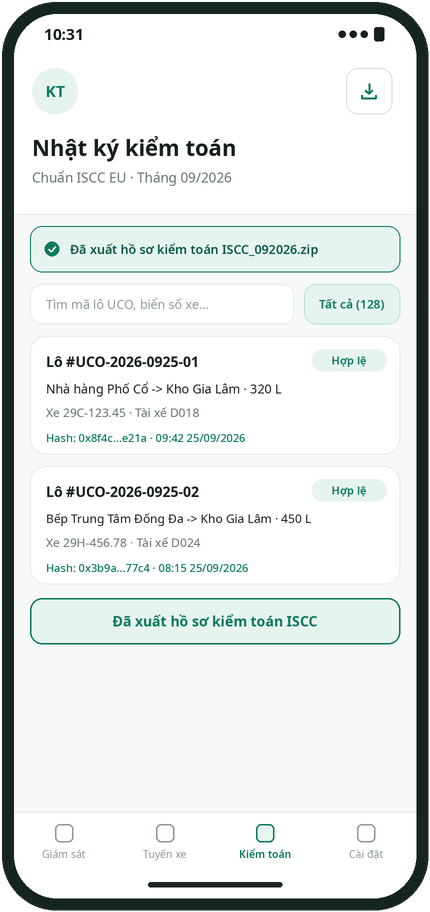 10:31
KT
Nhật ký kiểm toán
Chuẩn ISCC EU · Tháng 09/2026
Đã xuất hồ sơ kiểm toán ISCC_092026.zip
Tìm mã lô UCO, biển số xe...
Tất cả (128)
Lô #UCO-2026-0925-01
Hợp lệ
Nhà hàng Phố Cổ -> Kho Gia Lâm · 320 L
Xe 29C-123.45 · Tài xế D018
Hash: 0x8f4c...e21a · 09:42 25/09/2026
Lô #UCO-2026-0925-02
Hợp lệ
Bếp Trung Tâm Đống Đa -> Kho Gia Lâm · 450 L
Xe 29H-456.78 · Tài xế D024
Hash: 0x3b9a...77c4 · 08:15 25/09/2026
Đã xuất hồ sơ kiểm toán ISCC
Giám sát
Tuyến xe
Kiểm toán
Cài đặt